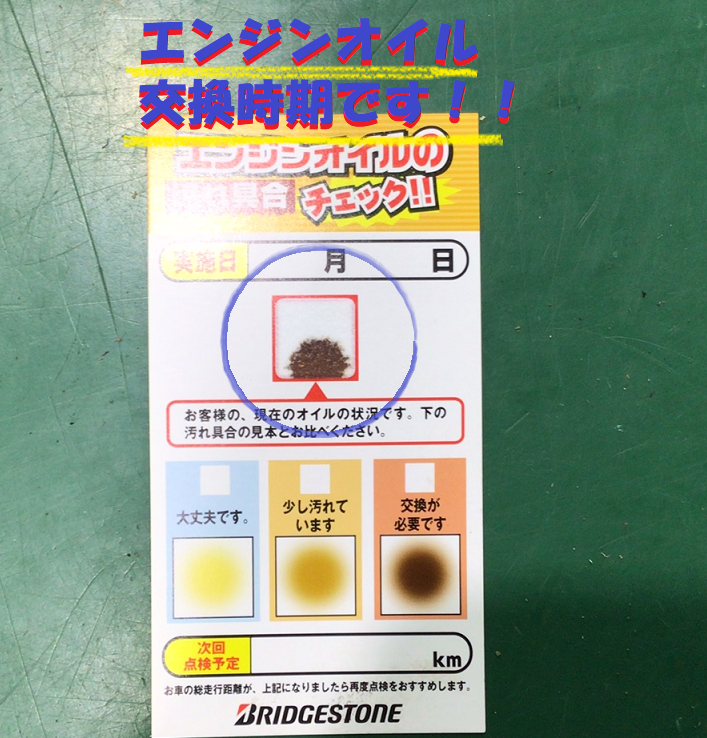 エンジンオイル
交換時期です！！
エンジンオイルの
汚れ具合 チェック!!
実施日 月 日
お客様の、現在のオイルの状況です。下の
汚れ具合の見本とお比べください。
大丈夫です。
少し汚れて
います
交換が
必要です
次回
点検予定 km
お車の総走行距離が、上記になりましたら再度点検をおすすめします。
BRIDGESTONE